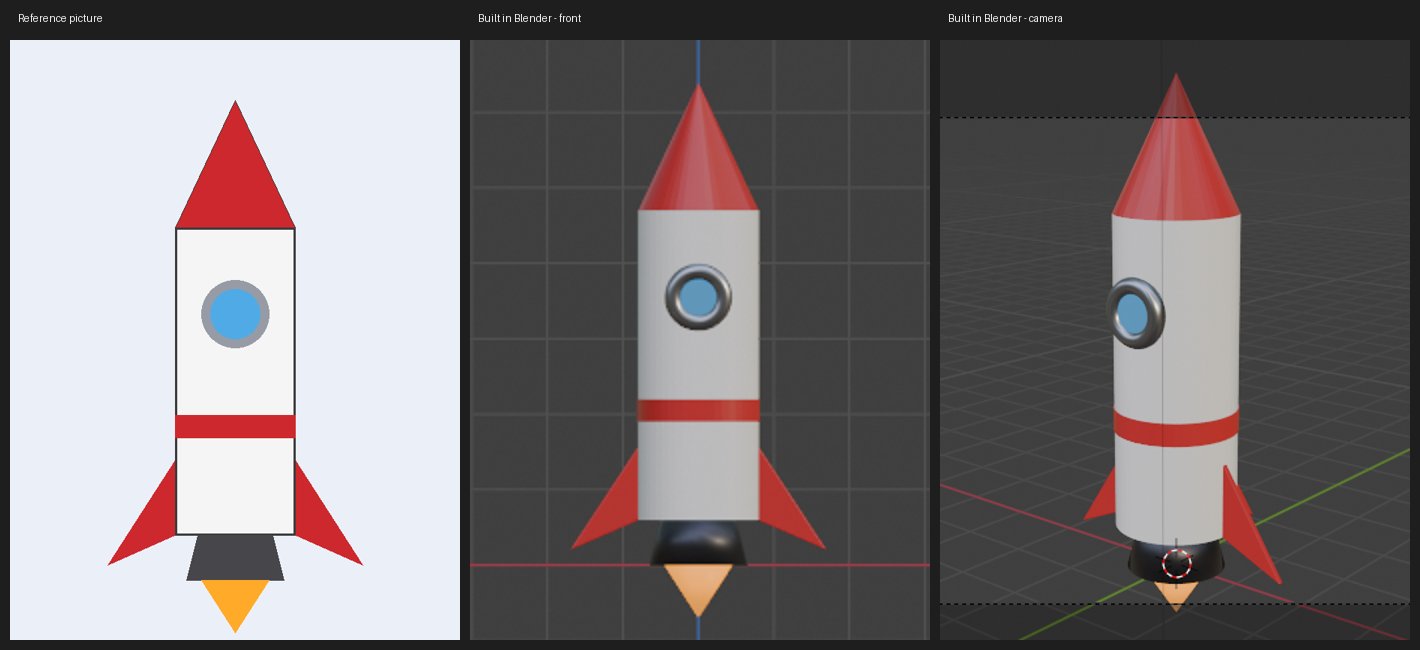 Reference picture
Built in Blender - front
Built in Blender - camera